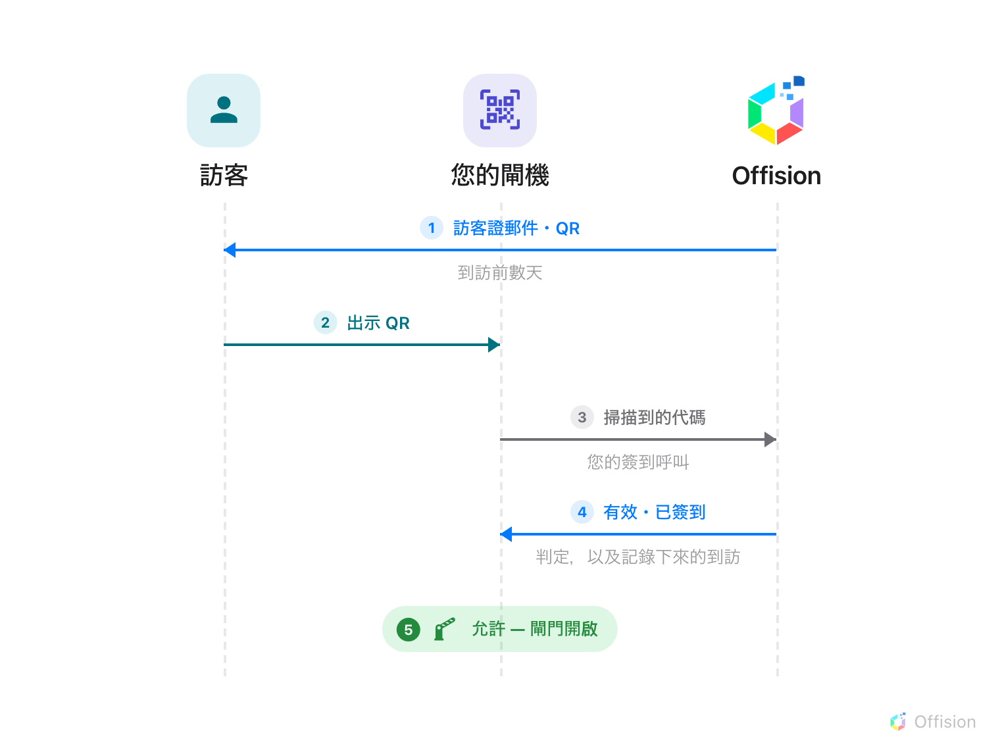 訪客
您的閘機
Offision
1 訪客證郵件・QR
到訪前數天
2 出示 QR
3 掃描到的代碼
您的簽到呼叫
4 有效・已簽到
判定，以及記錄下來的到訪
5 允許 — 閘門開啟
Offision